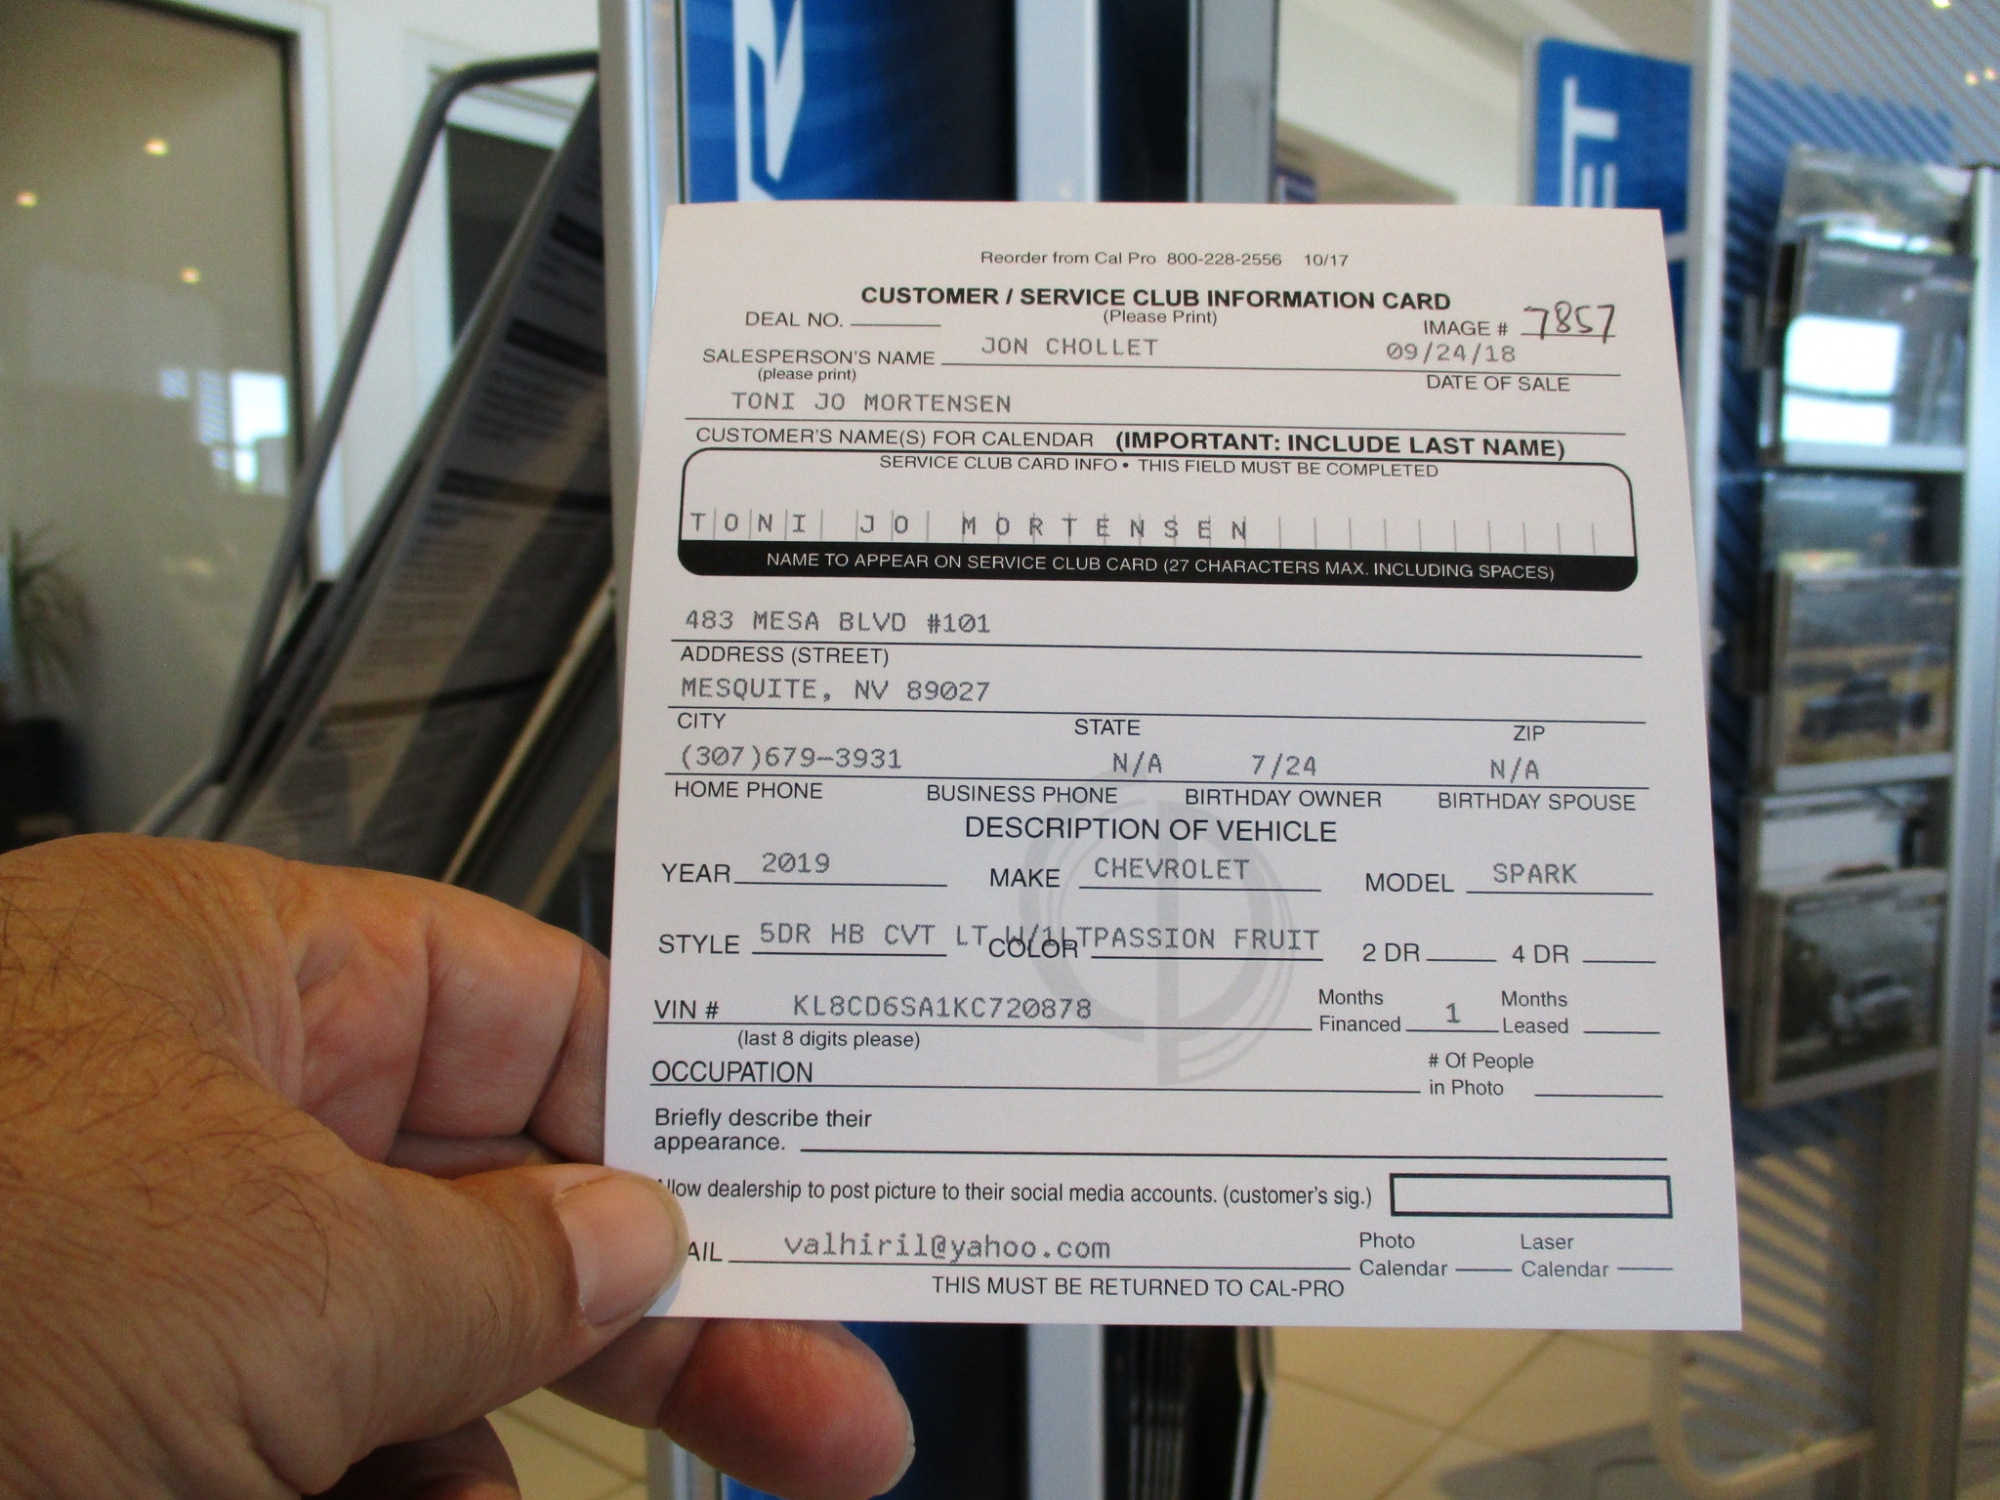 Reorder from Cal Pro 800-228-2556 10/17
CUSTOMER / SERVICE CLUB INFORMATION CARD
(Please Print)
DEAL NO. IMAGE # 7857
SALESPERSON'S NAME JON CHOLLET 09/24/18
(please print) DATE OF SALE
TONI JO MORTENSEN
CUSTOMER'S NAME(S) FOR CALENDAR (IMPORTANT: INCLUDE LAST NAME)
SERVICE CLUB CARD INFO • THIS FIELD MUST BE COMPLETED
TONI JO MORTENSEN
NAME TO APPEAR ON SERVICE CLUB CARD (27 CHARACTERS MAX. INCLUDING SPACES)
483 MESA BLVD #101
ADDRESS (STREET)
MESQUITE, NV 89027
CITY STATE ZIP
(307)679-3931 N/A 7/24 N/A
HOME PHONE BUSINESS PHONE BIRTHDAY OWNER BIRTHDAY SPOUSE
DESCRIPTION OF VEHICLE
YEAR 2019 MAKE CHEVROLET MODEL SPARK
STYLE 5DR HB CVT LT W/1LT COLOR PASSION FRUIT 2 DR 4 DR
VIN # KL8CD6SA1KC720878 Months Financed 1 Months Leased
(last 8 digits please)
OCCUPATION # Of People in Photo
Briefly describe their
appearance.
llow dealership to post picture to their social media accounts. (customer's sig.)
AIL valhiril@yahoo.com Photo Calendar Laser Calendar
THIS MUST BE RETURNED TO CAL-PRO
ET